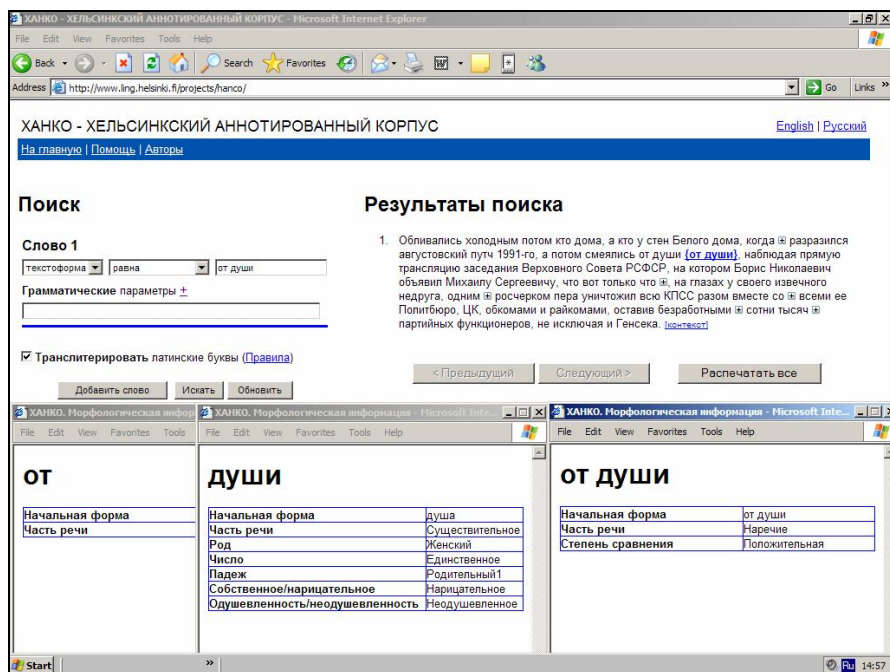 ХАНКО - ХЕЛЬСИНКСКИЙ АННОТИРОВАННЫЙ КОРПУС - Microsoft Internet Explorer
File Edit View Favorites Tools Help
Back Search Favorites
Address http://www.ling.helsinki.fi/projects/hanco/ Go Links »
ХАНКО - ХЕЛЬСИНКСКИЙ АННОТИРОВАННЫЙ КОРПУС
English | Русский
На главную | Помощь | Авторы
Поиск
Слово 1
текстоформа равна от души
Грамматические параметры +
Транслитерировать латинские буквы (Правила)
Добавить слово Искать Обновить
Результаты поиска
1. Обливались холодным потом кто дома, а кто у стен Белого дома, когда разразился
августовский путч 1991-го, а потом смеялись от души {от души}, наблюдая прямую
трансляцию заседания Верховного Совета РСФСР, на котором Борис Николаевич
объявил Михаилу Сергеевичу, что вот только что, на глазах у своего извечного
недруга, одним росчерком пера уничтожил всю КПСС разом вместе со всеми ее
Политбюро, ЦК, обкомами и райкомами, оставив безработными сотни тысяч
партийных функционеров, не исключая и Генсека. [контекст]
< Предыдущий Следующий > Распечатать все
ХАНКО. Морфологическая инфор
File Edit View Favorites Tools
от
Начальная форма
Часть речи
ХАНКО. Морфологическая информация - Microsoft Inte...
File Edit View Favorites Tools Help
души
Начальная форма душа
Часть речи Существительное
Род Женский
Число Единственное
Падеж Родительный1
Собственное/нарицательное Нарицательное
Одушевленность/неодушевленность Неодушевленное
ХАНКО. Морфологическая информация - Microsoft Inte...
File Edit View Favorites Tools Help
от души
Начальная форма от души
Часть речи Наречие
Степень сравнения Положительная
Start » Ru 14:57